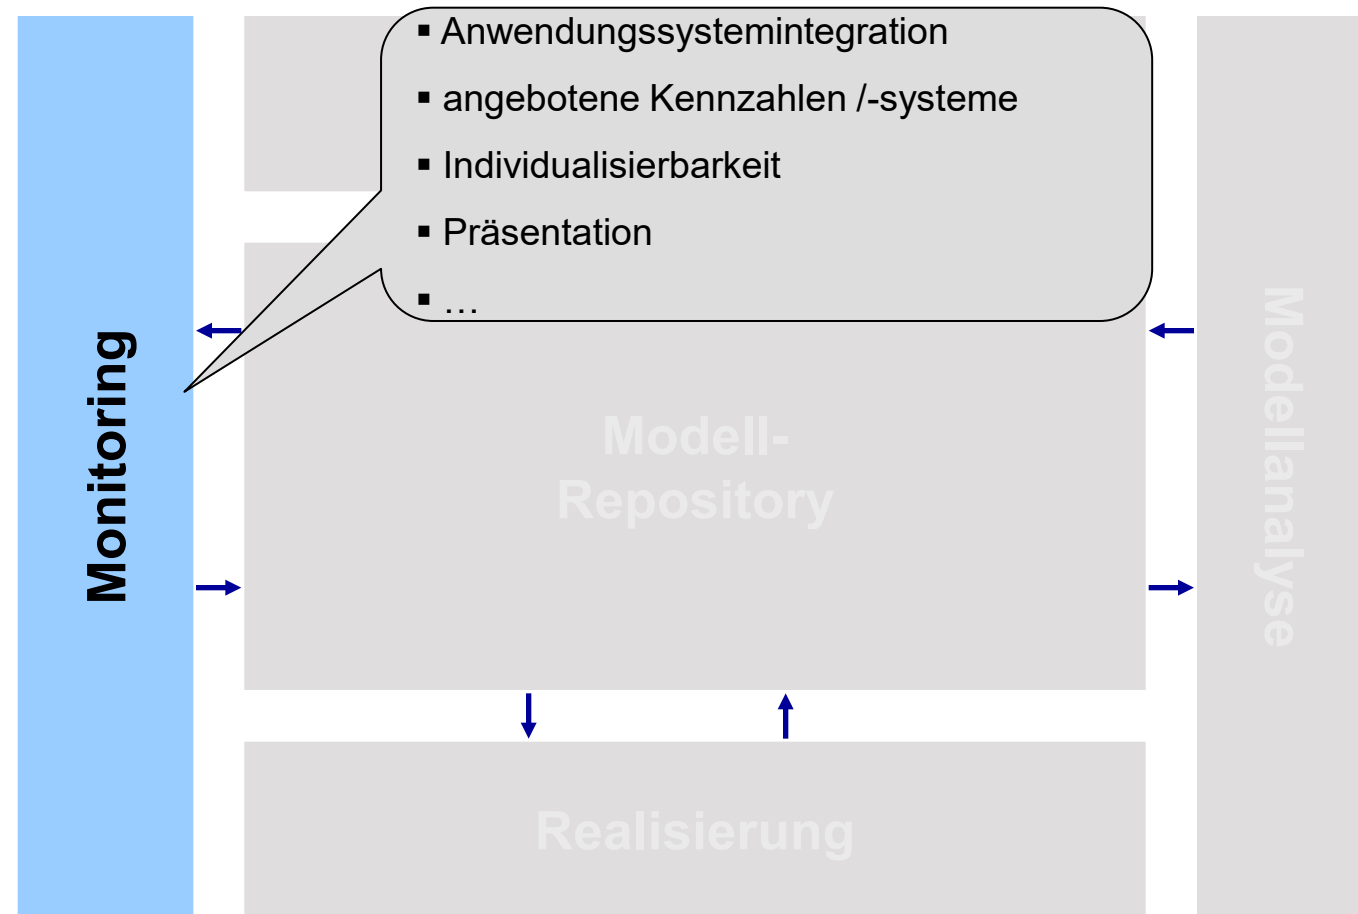 ▪ Anwendungssystemintegration
▪ angebotene Kennzahlen /-systeme
▪ Individualisierbarkeit
▪ Präsentation
▪ …
Monitoring
Modell-
Repository
Modellanalyse
Realisierung